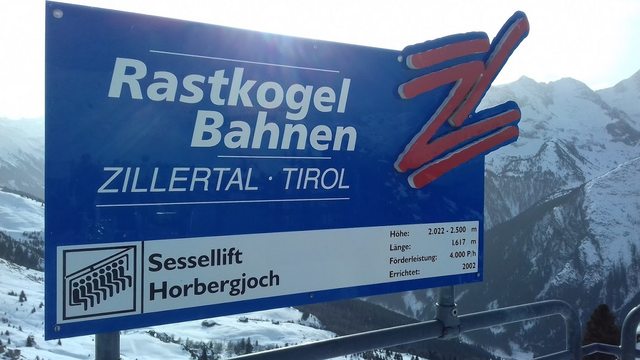 Rastkogel
Bahnen
ZILLERTAL · TIROL
Sessellift
Horbergjoch
Höhe: 2.022 - 2.500 m
Länge: 1.617 m
Förderleistung: 4.000 P/h
Errichtet: 2002